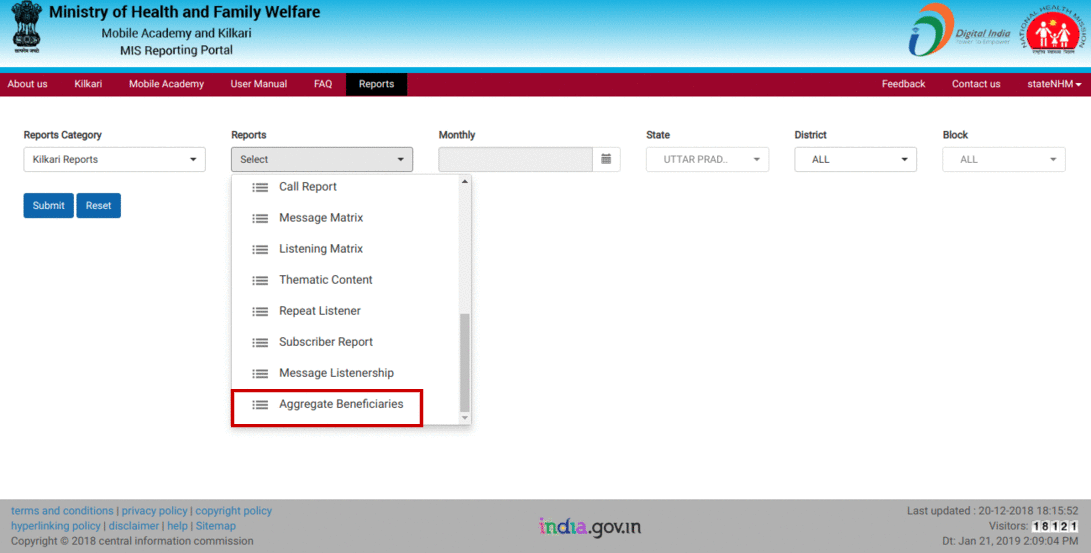 Ministry of Health and Family Welfare
Mobile Academy and Kilkari
MIS Reporting Portal
सत्यमेव जयते
Digital India
Power To Empower
NATIONAL HEALTH MISSION
राष्ट्रीय स्वास्थ्य मिशन
About us Kilkari Mobile Academy User Manual FAQ Reports Feedback Contact us stateNHM
Reports Category Reports Monthly State District Block
Kilkari Reports Select UTTAR PRAD.. ALL ALL
Submit Reset
Call Report
Message Matrix
Listening Matrix
Thematic Content
Repeat Listener
Subscriber Report
Message Listenership
Aggregate Beneficiaries
terms and conditions | privacy policy | copyright policy
hyperlinking policy | disclaimer | help | Sitemap
Copyright © 2018 central information commission
india.gov.in
Last updated : 20-12-2018 18:15:52
Visitors: 18121
Dt: Jan 21, 2019 2:09:04 PM